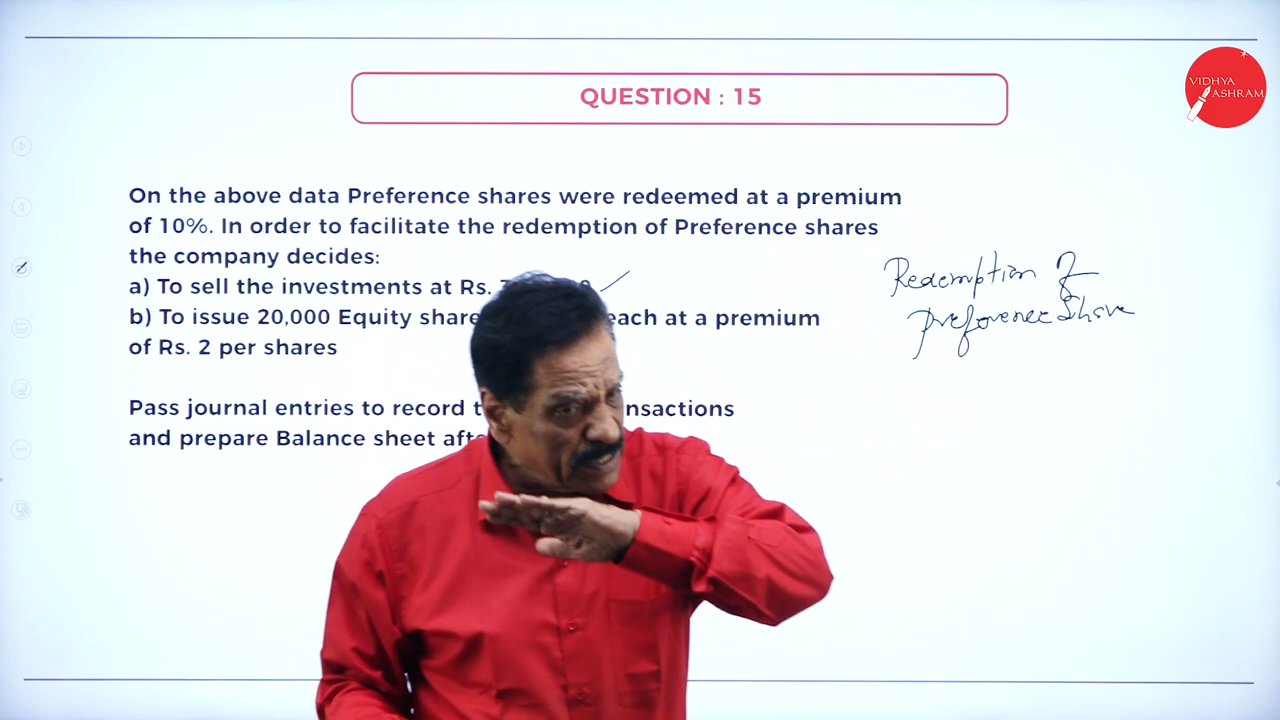 QUESTION : 15
VIDHYA
ASHRAM
On the above data Preference shares were redeemed at a premium
of 10%. In order to facilitate the redemption of Preference shares
the company decides:
a) To sell the investments at Rs.
b) To issue 20,000 Equity share each at a premium
of Rs. 2 per shares
Pass journal entries to record
and prepare Balance sheet
Redemption of
preference Share